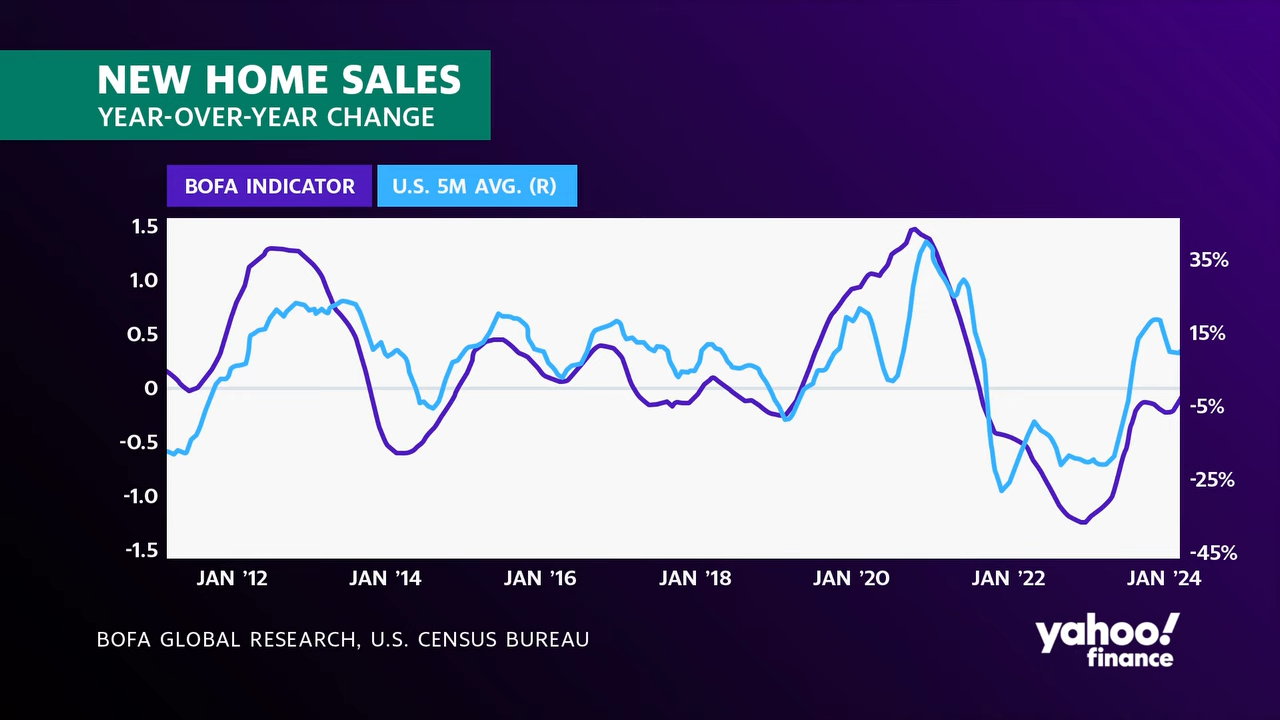 NEW HOME SALES
YEAR-OVER-YEAR CHANGE
BOFA INDICATOR
U.S. 5M AVG. (R)
1.5
1.0
0.5
0
-0.5
-1.0
-1.5
35%
15%
-5%
-25%
-45%
JAN ’12
JAN ’14
JAN ’16
JAN ’18
JAN ’20
JAN ’22
JAN ’24
BOFA GLOBAL RESEARCH, U.S. CENSUS BUREAU
yahoo!
finance